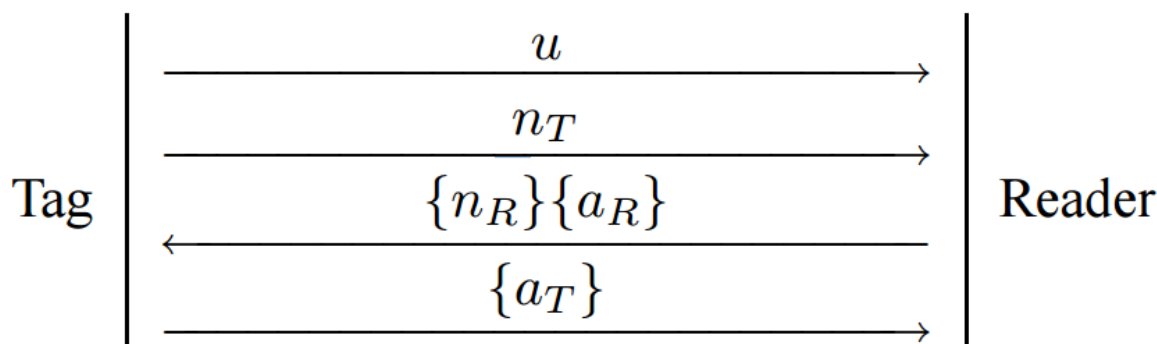 u
n_T
Tag
{n_R}{a_R}
Reader
{a_T}